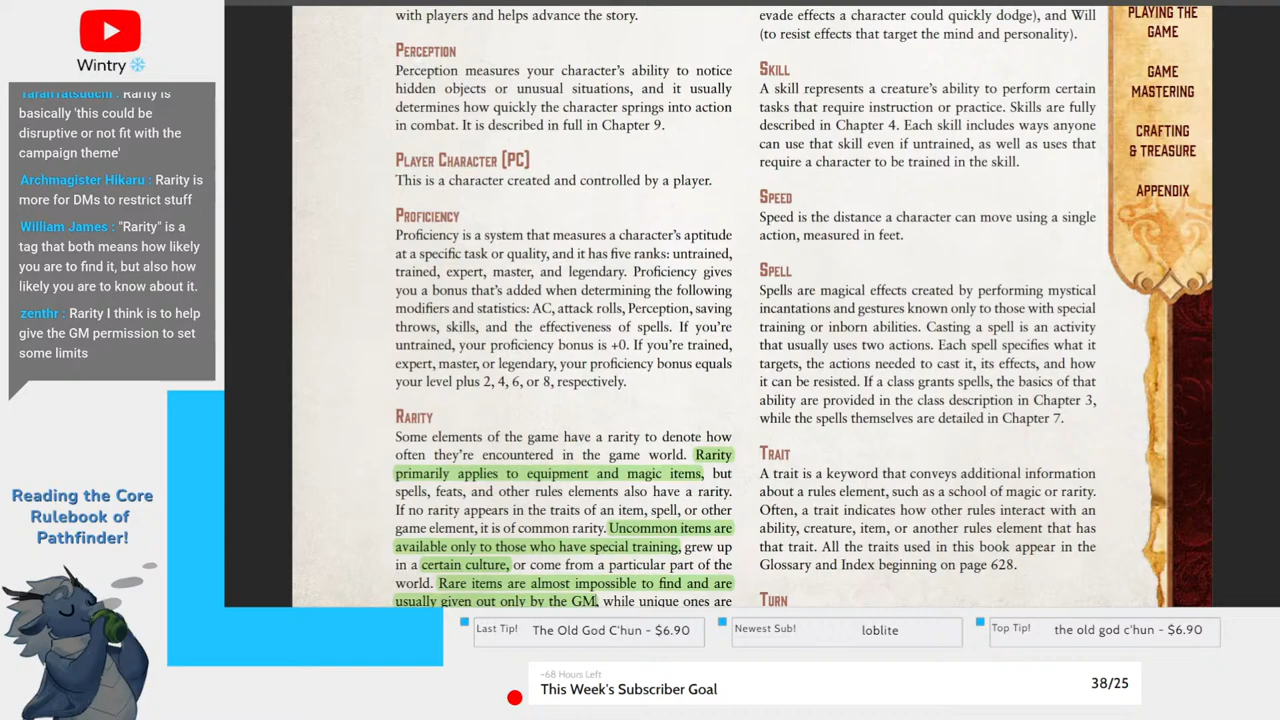 Wintry
TaranTatsuuchi : Rarity is
basically 'this could be
disruptive or not fit with the
campaign theme'
Archmagister Hikaru : Rarity is
more for DMs to restrict stuff
William James : "Rarity" is a
tag that both means how likely
you are to find it, but also how
likely you are to know about it.
zenthr : Rarity I think is to help
give the GM permission to set
some limits
Reading the Core
Rulebook of
Pathfinder!
with players and helps advance the story.
PERCEPTION
Perception measures your character's ability to notice
hidden objects or unusual situations, and it usually
determines how quickly the character springs into action
in combat. It is described in full in Chapter 9.
PLAYER CHARACTER (PC)
This is a character created and controlled by a player.
PROFICIENCY
Proficiency is a system that measures a character's aptitude
at a specific task or quality, and it has five ranks: untrained,
trained, expert, master, and legendary. Proficiency gives
you a bonus that's added when determining the following
modifiers and statistics: AC, attack rolls, Perception, saving
throws, skills, and the effectiveness of spells. If you're
untrained, your proficiency bonus is +0. If you're trained,
expert, master, or legendary, your proficiency bonus equals
your level plus 2, 4, 6, or 8, respectively.
RARITY
Some elements of the game have a rarity to denote how
often they're encountered in the game world. Rarity
primarily applies to equipment and magic items, but
spells, feats, and other rules elements also have a rarity.
If no rarity appears in the traits of an item, spell, or other
game element, it is of common rarity. Uncommon items are
available only to those who have special training, grew up
in a certain culture, or come from a particular part of the
world. Rare items are almost impossible to find and are
usually given out only by the GM, while unique ones are
evade effects a character could quickly dodge), and Will
(to resist effects that target the mind and personality).
SKILL
A skill represents a creature's ability to perform certain
tasks that require instruction or practice. Skills are fully
described in Chapter 4. Each skill includes ways anyone
can use that skill even if untrained, as well as uses that
require a character to be trained in the skill.
SPEED
Speed is the distance a character can move using a single
action, measured in feet.
SPELL
Spells are magical effects created by performing mystical
incantations and gestures known only to those with special
training or inborn abilities. Casting a spell is an activity
that usually uses two actions. Each spell specifies what it
targets, the actions needed to cast it, its effects, and how
it can be resisted. If a class grants spells, the basics of that
ability are provided in the class description in Chapter 3,
while the spells themselves are detailed in Chapter 7.
TRAIT
A trait is a keyword that conveys additional information
about a rules element, such as a school of magic or rarity.
Often, a trait indicates how other rules interact with an
ability, creature, item, or another rules element that has
that trait. All the traits used in this book appear in the
Glossary and Index beginning on page 628.
TURN
PLAYING THE
GAME
GAME
MASTERING
CRAFTING
& TREASURE
APPENDIX
Last Tip! The Old God C'hun - $6.90
Newest Sub! loblite
Top Tip! the old god c'hun - $6.90
~68 Hours Left
This Week's Subscriber Goal 38/25